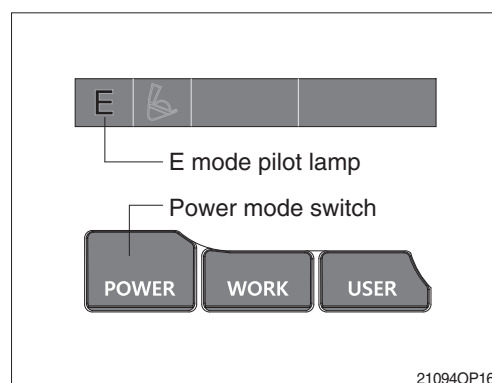 E
E mode pilot lamp
Power mode switch
POWER WORK USER
21094OP16